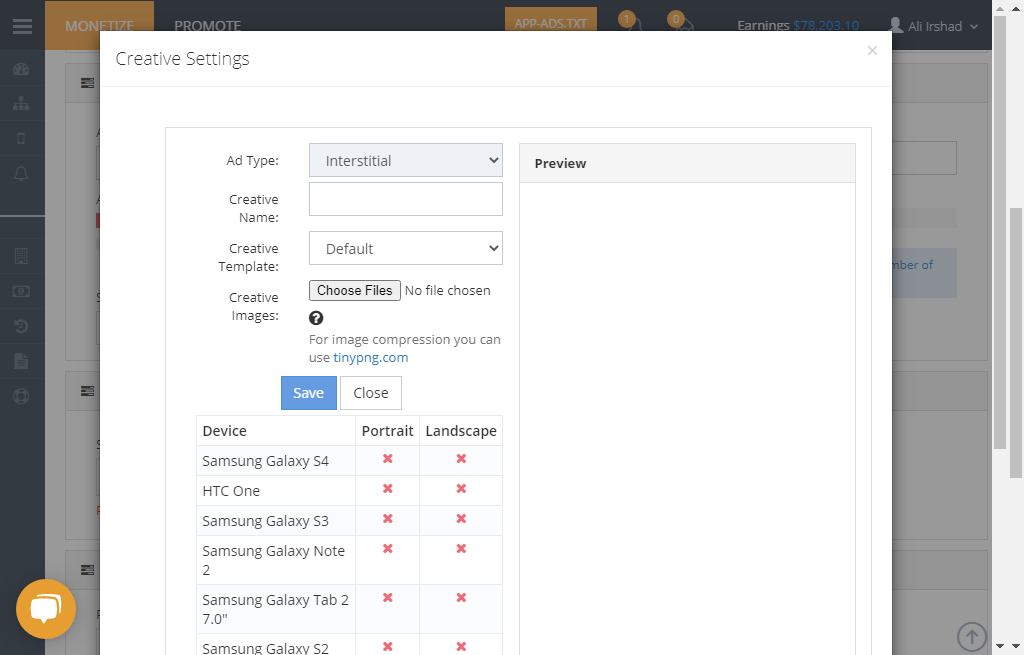 MONETIZE
PROMOTE
APP-ADS.TXT
1
0
Earnings $78,203.10
Ali Irshad
Creative Settings
×
Ad Type:
Interstitial
Creative
Name:
Creative
Template:
Default
Creative
Images:
Choose Files No file chosen
For image compression you can
use tinypng.com
Save
Close
Preview
Device Portrait Landscape
Samsung Galaxy S4
HTC One
Samsung Galaxy S3
Samsung Galaxy Note
2
Samsung Galaxy Tab 2
7.0"
Samsung Galaxy S2
of